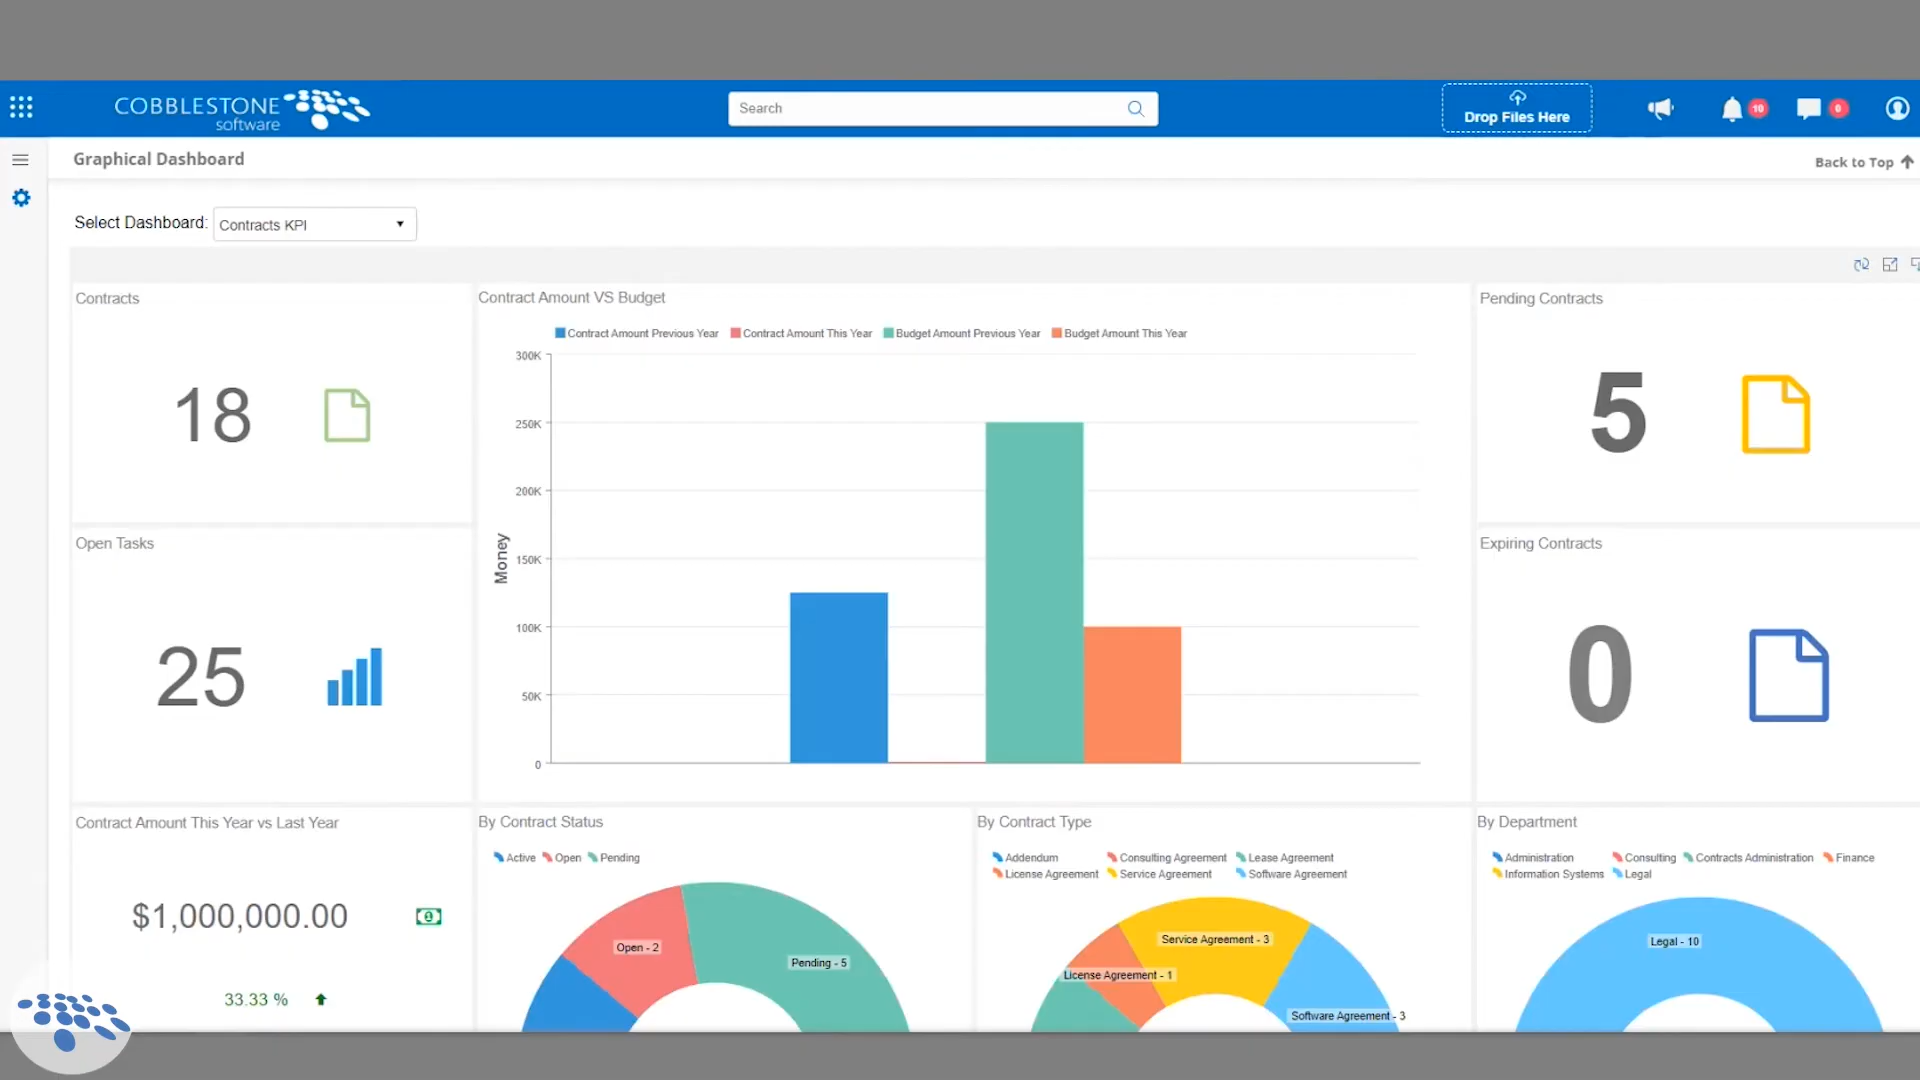 COBBLESTONE
software
Search
Drop Files Here
10
0
Graphical Dashboard
Back to Top
Select Dashboard: Contracts KPI
Contracts
18
Contract Amount VS Budget
Contract Amount Previous Year Contract Amount This Year Budget Amount Previous Year Budget Amount This Year
300K
250K
200K
150K
100K
50K
0
Money
Pending Contracts
5
Open Tasks
25
Expiring Contracts
0
Contract Amount This Year vs Last Year
$1,000,000.00
33.33 %
By Contract Status
Active Open Pending
Open - 2
Pending - 5
By Contract Type
Addendum Consulting Agreement Lease Agreement
License Agreement Service Agreement Software Agreement
Service Agreement - 3
License Agreement - 1
Software Agreement - 3
By Department
Administration Consulting Contracts Administration Finance
Information Systems Legal
Legal - 10